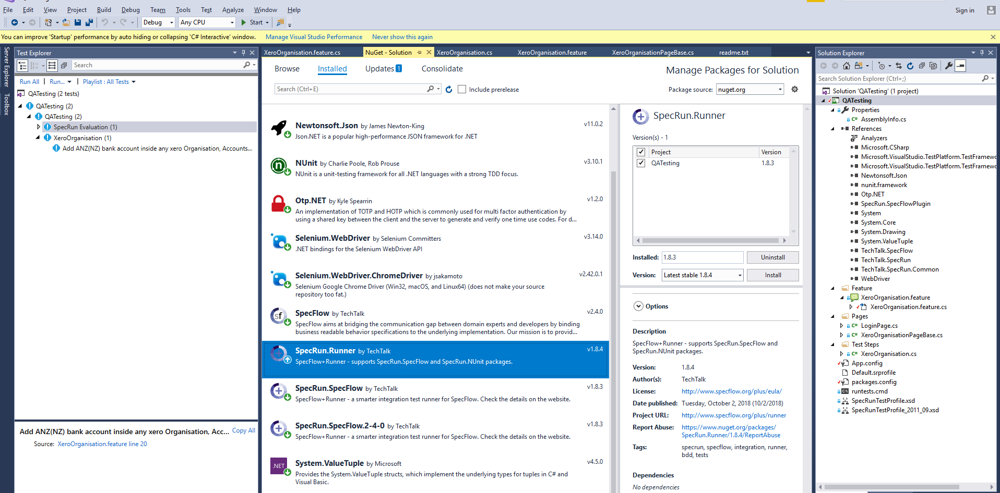 File Edit View Project Build Debug Team Tools Test Analyze Window Help
Sign in
Debug Any CPU Start
You can improve 'Startup' performance by auto hiding or collapsing 'C# Interactive' window. Manage Visual Studio Performance Never show this again
Server Explorer
Toolbox
Test Explorer
Search
Run All Run... Playlist : All Tests
QATesting (2 tests)
QATesting (2)
QATesting (2)
SpecRun Evaluation (1)
XeroOrganisation (1)
Add ANZ(NZ) bank account inside any xero Organisation, Accounts...
Add ANZ(NZ) bank account inside any xero Organisation, Acc... Copy All
Source: XeroOrganisation.feature line 20
XeroOrganisation.feature.cs NuGet - Solution XeroOrganisation.cs XeroOrganisation.feature XeroOrganisationPageBase.cs readme.txt
Browse Installed Updates 1 Consolidate
Manage Packages for Solution
Search (Ctrl+E)
Include prerelease
Package source: nuget.org
Newtonsoft.Json by James Newton-King v11.0.2
Json.NET is a popular high-performance JSON framework for .NET
NUnit by Charlie Poole, Rob Prouse v3.10.1
NUnit is a unit-testing framework for all .NET languages with a strong TDD focus.
Otp.NET by Kyle Spearrin v1.2.0
An implementation of TOTP and HOTP which is commonly used for multi factor authentication by
using a shared key between the client and the server to generate and verify one time use codes. For d...
Selenium.WebDriver by Selenium Committers v3.14.0
.NET bindings for the Selenium WebDriver API
Selenium.WebDriver.ChromeDriver by jsakamoto v2.42.0.1
Selenium Google Chrome Driver (Win32, macOS, and Linux64) (does not make your source
repository too fat.)
sf
SpecFlow by TechTalk v2.4.0
SpecFlow aims at bridging the communication gap between domain experts and developers by binding
business readable behavior specifications to the underlying implementation. Our mission is to provid...
SpecRun.Runner by TechTalk v1.8.4
SpecFlow+Runner - supports SpecRun.SpecFlow and SpecRun.NUnit packages.
SpecRun.SpecFlow by TechTalk v1.8.3
SpecFlow+Runner - a smarter integration test runner for SpecFlow. Check the details on the website.
SpecRun.SpecFlow.2-4-0 by TechTalk v1.8.3
SpecFlow+Runner - a smarter integration test runner for SpecFlow. Check the details on the website.
.NET
System.ValueTuple by Microsoft v4.5.0
Provides the System.ValueTuple structs, which implement the underlying types for tuples in C# and
Visual Basic.
SpecRun.Runner
Version(s) - 1
Project Version
QATesting 1.8.3
Installed: 1.8.3 Uninstall
Version: Latest stable 1.8.4 Install
Options
Description
SpecFlow+Runner - supports SpecRun.SpecFlow and
SpecRun.NUnit packages.
Version: 1.8.4
Author(s): TechTalk
License: http://www.specflow.org/plus/eula/
Date published: Tuesday, October 2, 2018 (10/2/2018)
Project URL: http://www.specflow.org/plus/runner
Report Abuse: https://www.nuget.org/packages/
SpecRun.Runner/1.8.4/ReportAbuse
Tags: specrun, specflow, integration, runner,
bdd, tests
Dependencies
No dependencies
Solution Explorer
Search Solution Explorer (Ctrl+;)
Solution 'QATesting' (1 project)
QATesting
Properties
AssemblyInfo.cs
References
Analyzers
Microsoft.CSharp
Microsoft.VisualStudio.TestPlatform.TestFramewo
Microsoft.VisualStudio.TestPlatform.TestFramewo
Newtonsoft.Json
nunit.framework
Otp.NET
SpecRun.SpecFlowPlugin
System
System.Core
System.Drawing
System.ValueTuple
TechTalk.SpecFlow
TechTalk.SpecRun
TechTalk.SpecRun.Common
WebDriver
Feature
XeroOrganisation.feature
XeroOrganisation.feature.cs
Pages
LoginPage.cs
XeroOrganisationPageBase.cs
Test Steps
XeroOrganisation.cs
App.config
Default.srprofile
packages.config
runtests.cmd
SpecRunTestProfile.xsd
SpecRunTestProfile_2011_09.xsd